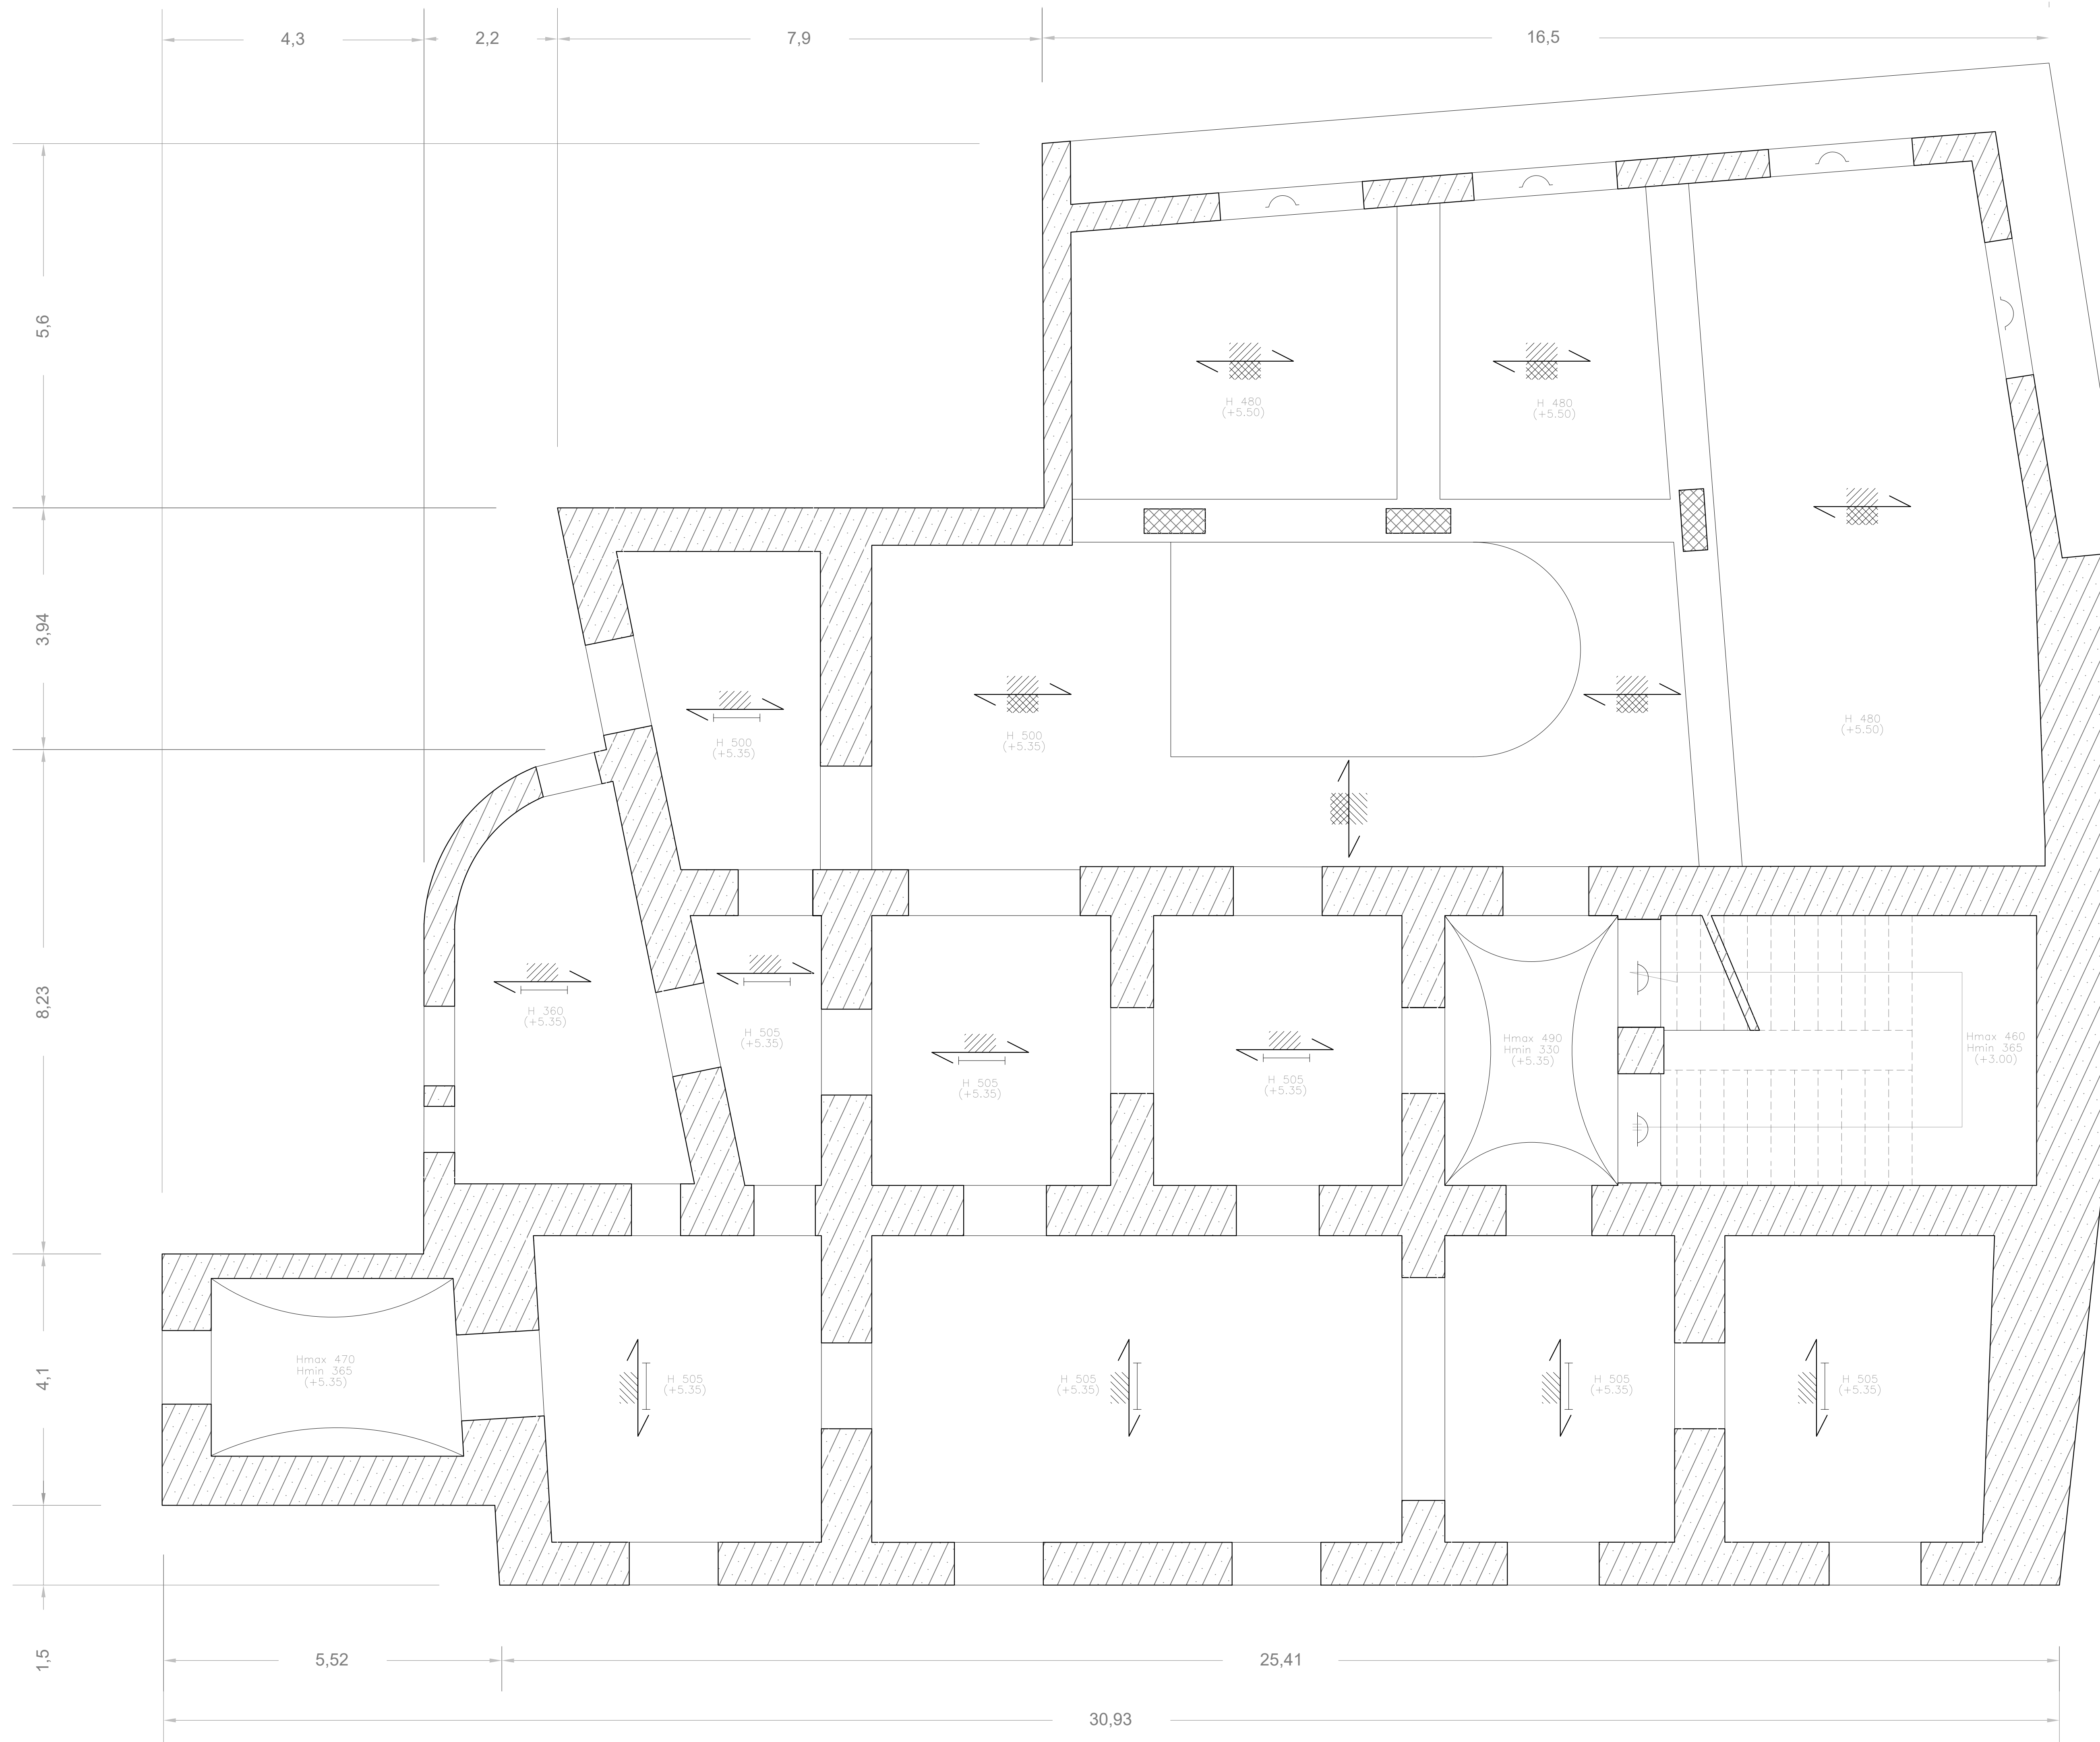 4,3
2,2
7,9
16,5
5,6
H 480
(+5.50)
H 480
(+5.50)
3,94
H 500
(+5.35)
H 500
(+5.35)
H 480
(+5.50)
8,23
H 360
(+5.35)
H 505
(+5.35)
H 505
(+5.35)
H 505
(+5.35)
Hmax 490
Hmin 330
(+5.35)
Hmax 460
Hmin 365
(+3.00)
4,1
Hmax 470
Hmin 365
(+5.35)
H 505
(+5.35)
H 505
(+5.35)
H 505
(+5.35)
H 505
(+5.35)
1,5
5,52
25,41
30,93